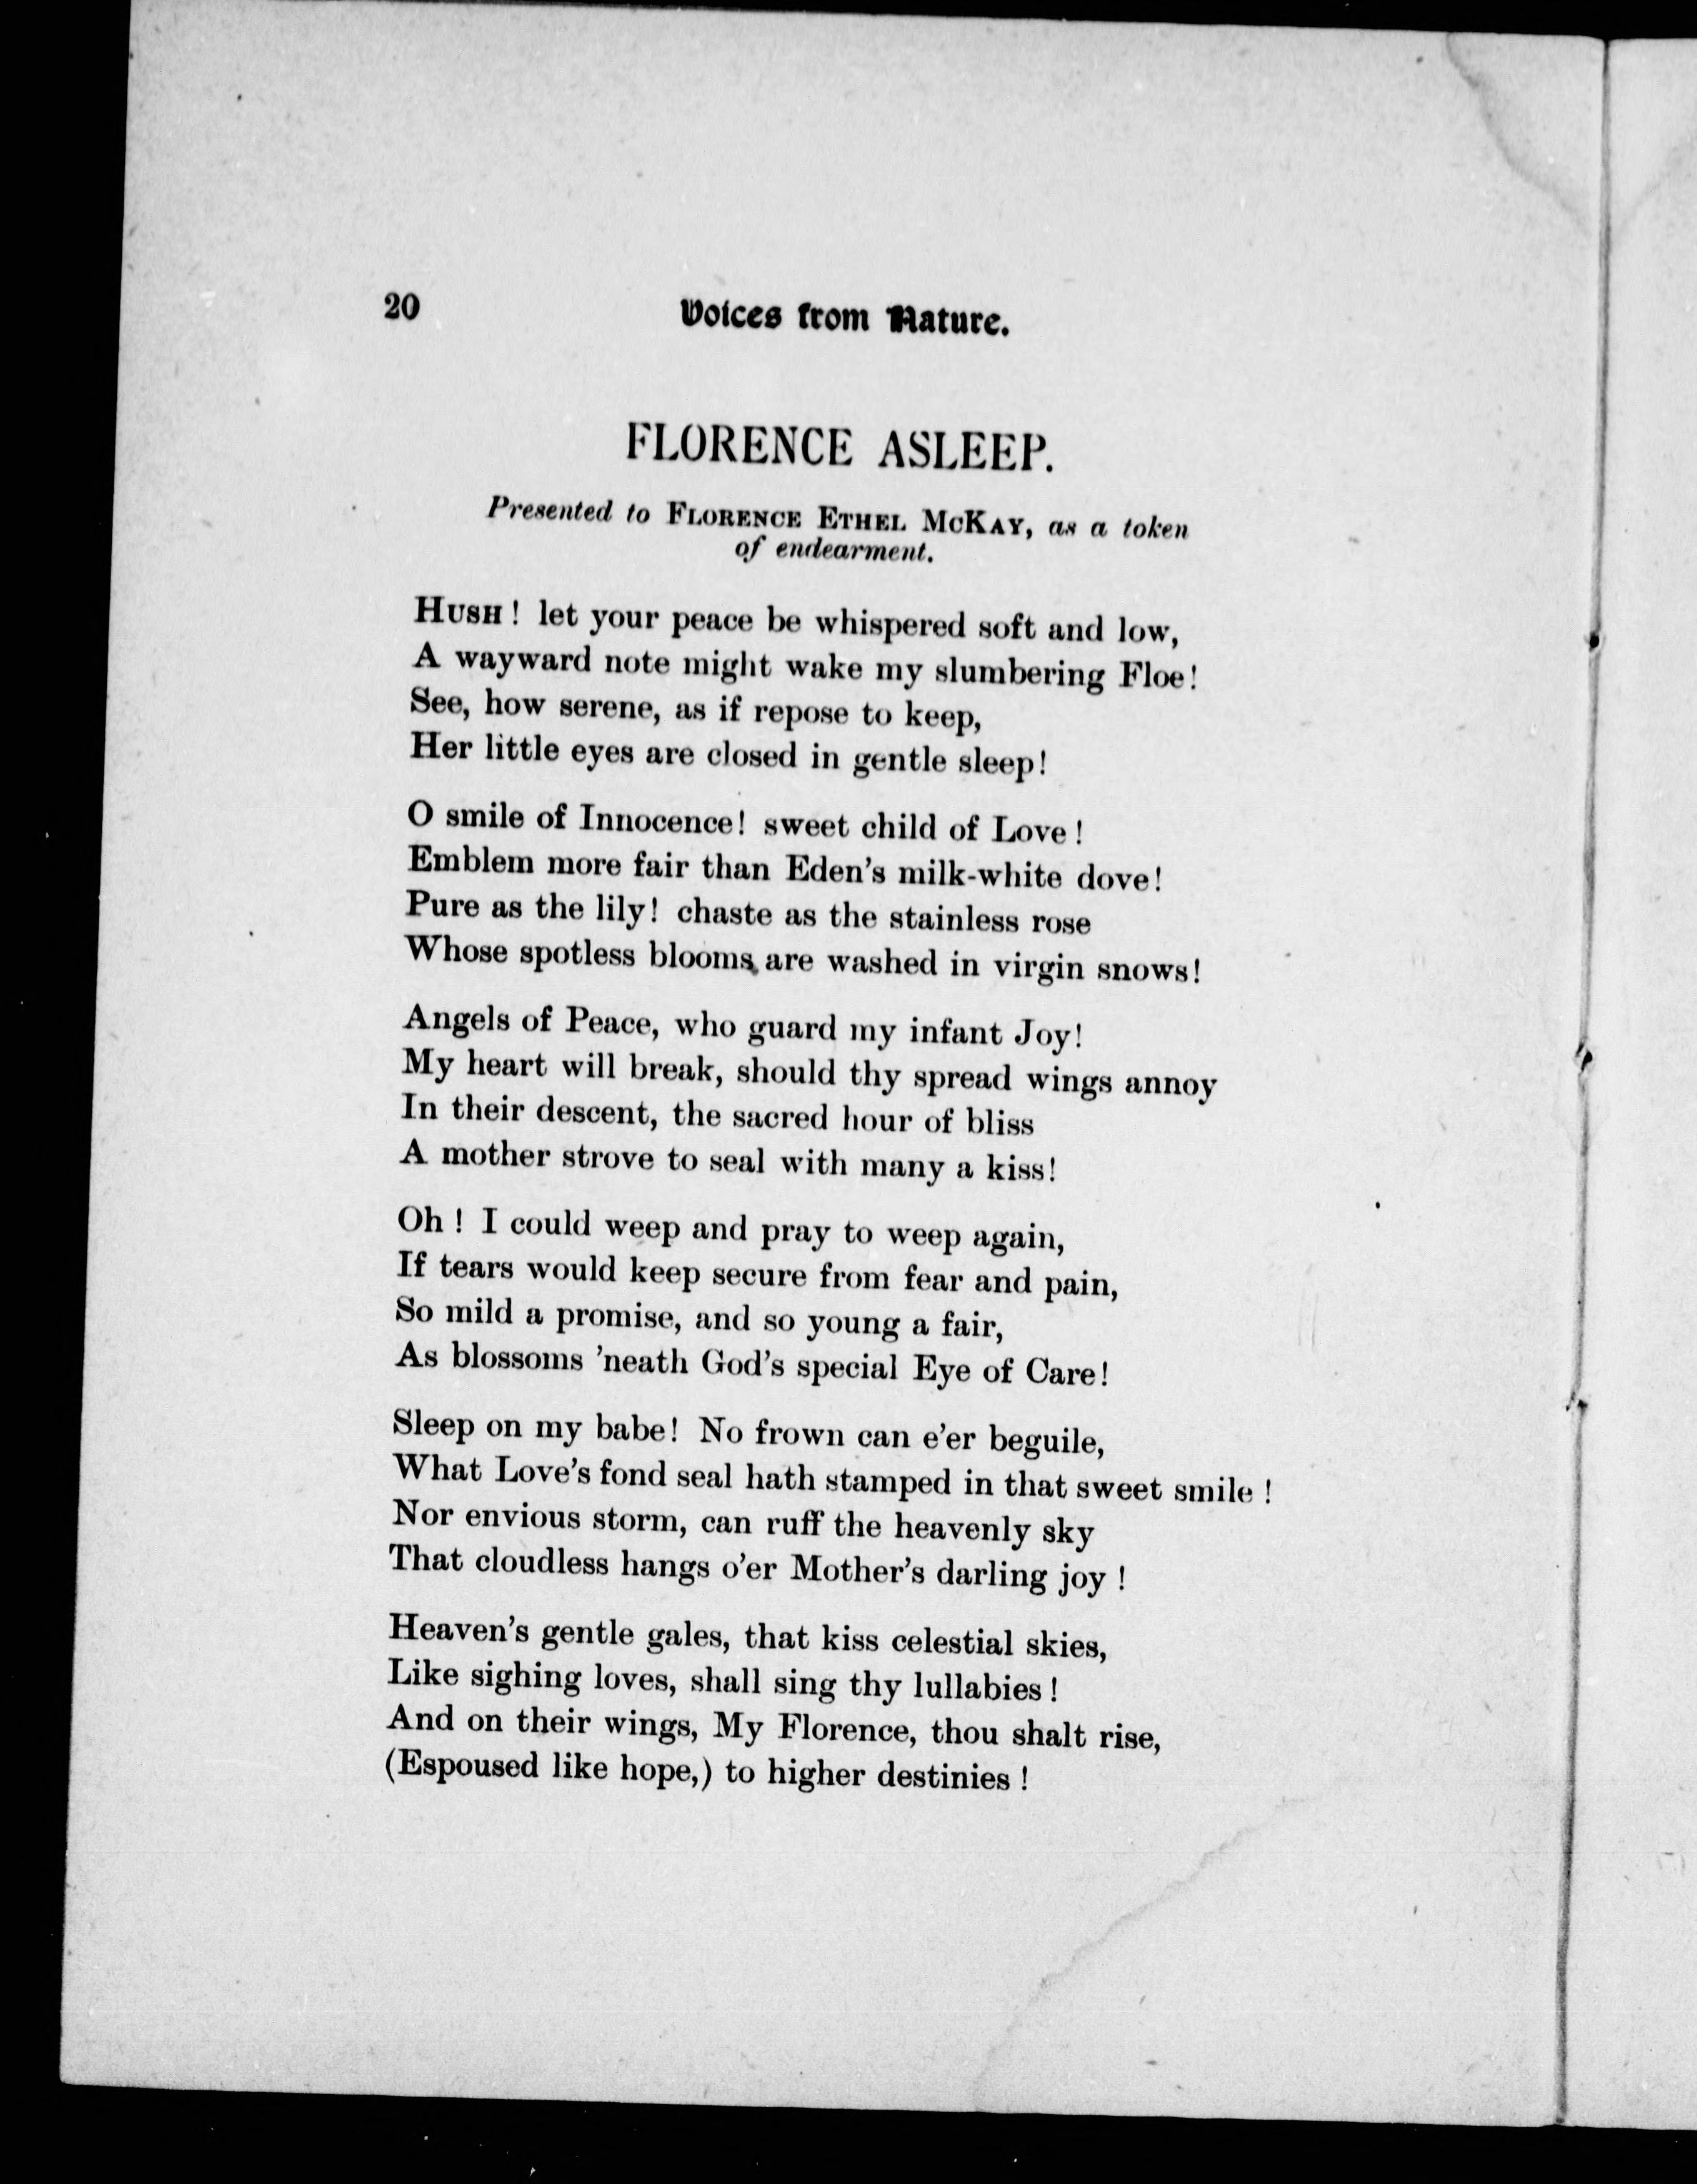 20
Voices from Nature.
FLORENCE ASLEEP.
Presented to FLORENCE ETHEL MCKAY, as a token
of endearment.
HUSH! let your peace be whispered soft and low,
A wayward note might wake my slumbering Floe!
See, how serene, as if repose to keep,
Her little eyes are closed in gentle sleep!
O smile of Innocence! sweet child of Love!
Emblem more fair than Eden's milk-white dove!
Pure as the lily! chaste as the stainless rose
Whose spotless blooms are washed in virgin snows!
Angels of Peace, who guard my infant Joy!
My heart will break, should thy spread wings annoy
In their descent, the sacred hour of bliss
A mother strove to seal with many a kiss!
Oh! I could weep and pray to weep again,
If tears would keep secure from fear and pain,
So mild a promise, and so young a fair,
As blossoms 'neath God's special Eye of Care!
Sleep on my babe! No frown can e'er beguile,
What Love's fond seal hath stamped in that sweet smile!
Nor envious storm, can ruff the heavenly sky
That cloudless hangs o'er Mother's darling joy!
Heaven's gentle gales, that kiss celestial skies,
Like sighing loves, shall sing thy lullabies!
And on their wings, My Florence, thou shalt rise,
(Espoused like hope,) to higher destinies!